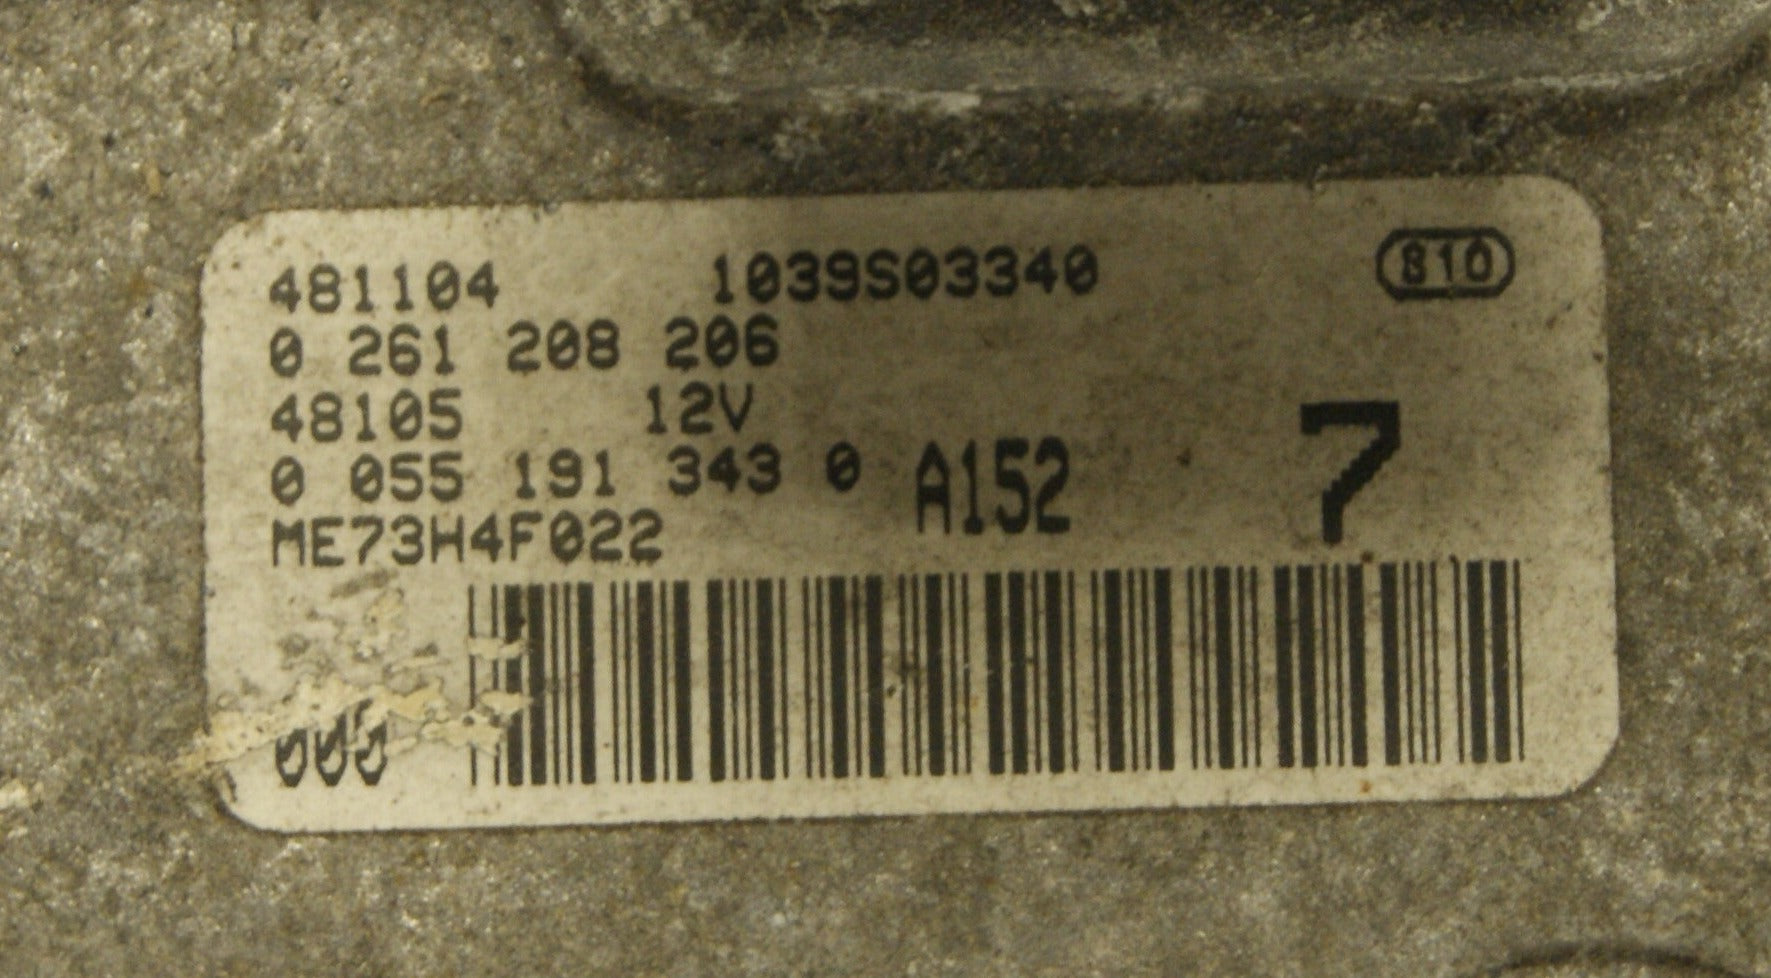 481104 1039S03340 810
0 261 208 206
48105 12V
0 055 191 343 0 A152 7
ME73H4F022